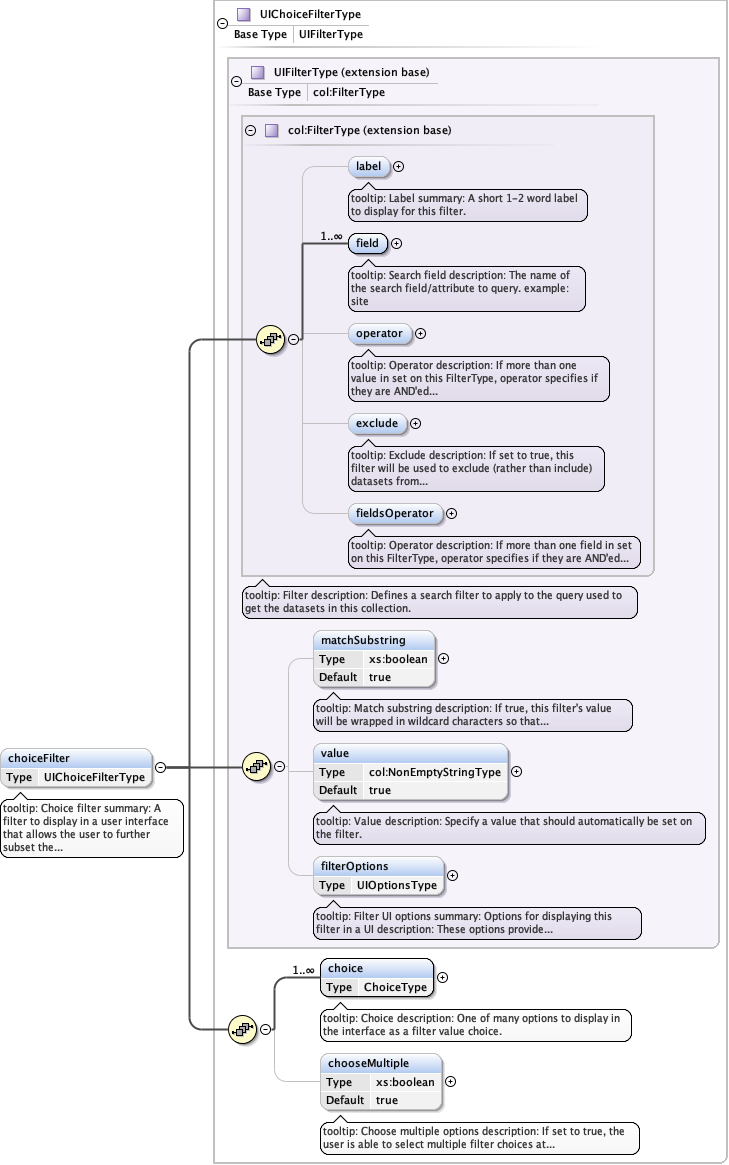 UIChoiceFilterType
Base Type UIFilterType
UIFilterType (extension base)
Base Type col:FilterType
col:FilterType (extension base)
label
tooltip: Label summary: A short 1-2 word label
to display for this filter.
1..∞
field
tooltip: Search field description: The name of
the search field/attribute to query. example:
site
operator
tooltip: Operator description: If more than one
value in set on this FilterType, operator specifies if
they are AND'ed...
exclude
tooltip: Exclude description: If set to true, this
filter will be used to exclude (rather than include)
datasets from...
fieldsOperator
tooltip: Operator description: If more than one field in set
on this FilterType, operator specifies if they are AND'ed...
tooltip: Filter description: Defines a search filter to apply to the query used to
get the datasets in this collection.
matchSubstring
Type xs:boolean
Default true
tooltip: Match substring description: If true, this filter's value
will be wrapped in wildcard characters so that...
choiceFilter
Type UIChoiceFilterType
tooltip: Choice filter summary: A
filter to display in a user interface
that allows the user to further
subset the...
value
Type col:NonEmptyStringType
Default true
tooltip: Value description: Specify a value that should automatically be set on
the filter.
filterOptions
Type UIOptionsType
tooltip: Filter UI options summary: Options for displaying this
filter in a UI description: These options provide...
1..∞
choice
Type ChoiceType
tooltip: Choice description: One of many options to display in
the interface as a filter value choice.
chooseMultiple
Type xs:boolean
Default true
tooltip: Choose multiple options description: If set to true, the
user is able to select multiple filter choices at...